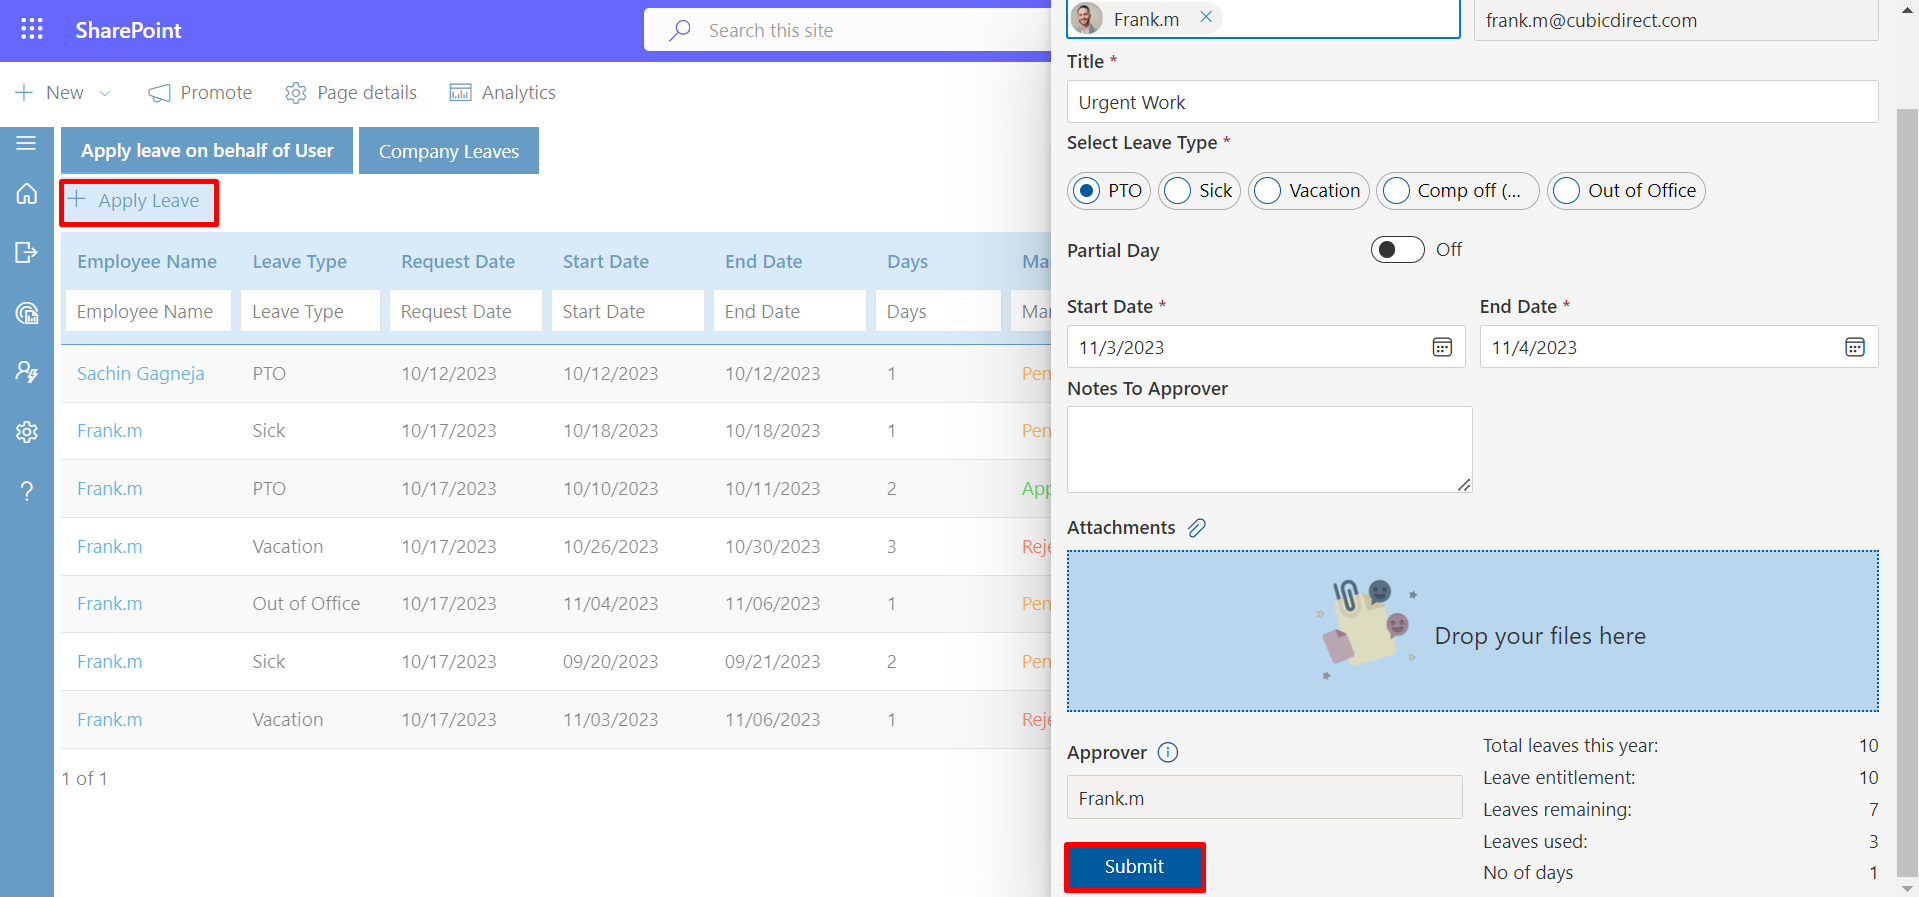 SharePoint
Search this site
New
Promote
Page details
Analytics
Apply leave on behalf of User
Company Leaves
Apply Leave
Employee Name Leave Type Request Date Start Date End Date Days
Employee Name Leave Type Request Date Start Date End Date Days
Sachin Gagneja PTO 10/12/2023 10/12/2023 10/12/2023 1
Frank.m Sick 10/17/2023 10/18/2023 10/18/2023 1
Frank.m PTO 10/17/2023 10/10/2023 10/11/2023 2
Frank.m Vacation 10/17/2023 10/26/2023 10/30/2023 3
Frank.m Out of Office 10/17/2023 11/04/2023 11/06/2023 1
Frank.m Sick 10/17/2023 09/20/2023 09/21/2023 2
Frank.m Vacation 10/17/2023 11/03/2023 11/06/2023 1
1 of 1
Frank.m
frank.m@cubicdirect.com
Title *
Urgent Work
Select Leave Type *
PTO Sick Vacation Comp off (... Out of Office
Partial Day Off
Start Date * End Date *
11/3/2023 11/4/2023
Notes To Approver
Attachments
Drop your files here
Approver
Frank.m
Submit
Total leaves this year: 10
Leave entitlement: 10
Leaves remaining: 7
Leaves used: 3
No of days 1